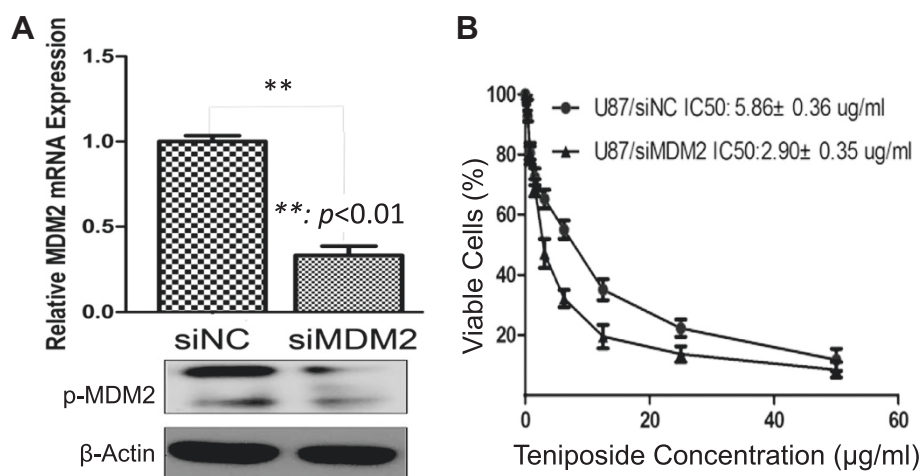 A
Relative MDM2 mRNA Expression
1.5
1.0
0.5
0.0
**
**: p<0.01
siNC siMDM2
p-MDM2
β-Actin
B
Viable Cells (%)
100
80
60
40
20
U87/siNC IC50: 5.86± 0.36 ug/ml
U87/siMDM2 IC50:2.90± 0.35 ug/ml
0 20 40 60
Teniposide Concentration (µg/ml)